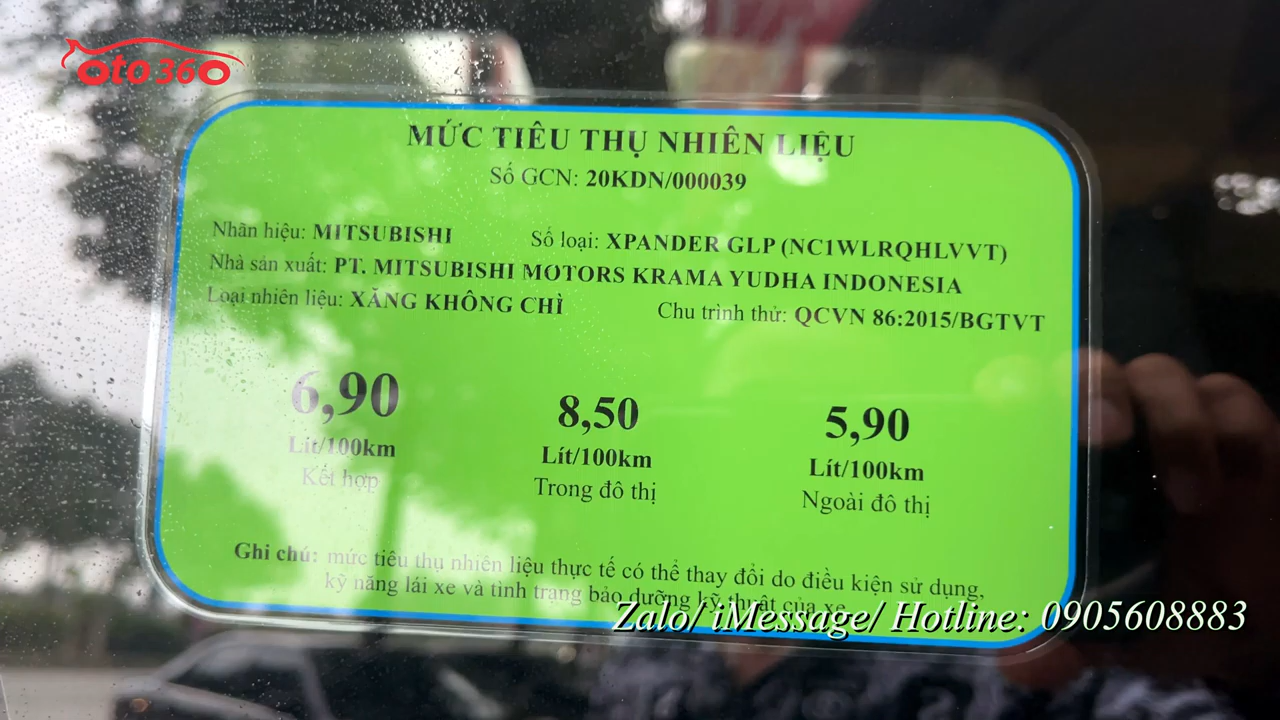 oto360
MỨC TIÊU THỤ NHIÊN LIỆU
Số GCN: 20KDN/000039
Nhãn hiệu: MITSUBISHI Số loại: XPANDER GLP (NC1WLRQHLVVT)
Nhà sản xuất: PT. MITSUBISHI MOTORS KRAMA YUDHA INDONESIA
Loại nhiên liệu: XĂNG KHÔNG CHÌ Chu trình thử: QCVN 86:2015/BGTVT
6,90 8,50 5,90
Lít/100km Lít/100km Lít/100km
Kết hợp Trong đô thị Ngoài đô thị
Ghi chú: mức tiêu thụ nhiên liệu thực tế có thể thay đổi do điều kiện sử dụng,
kỹ năng lái xe và tình trạng bảo dưỡng kỹ thuật của xe
Zalo/ iMessage/ Hotline: 0905608883